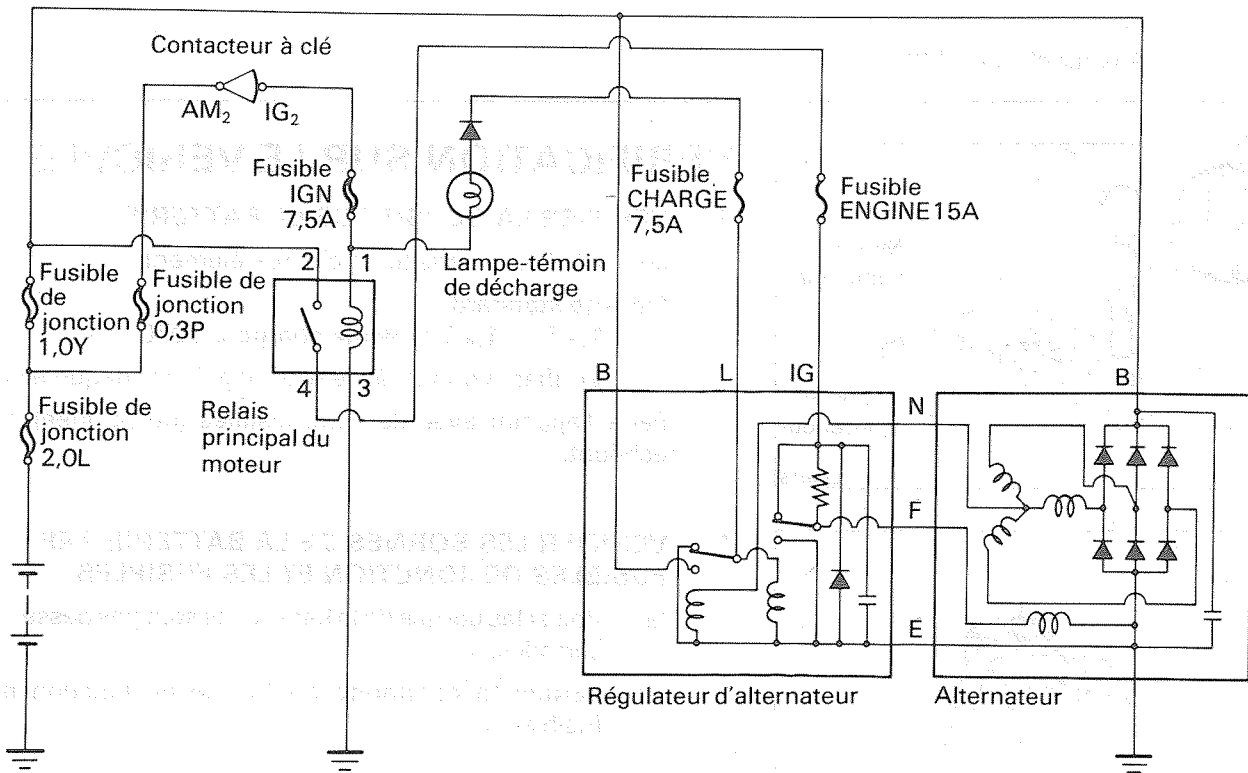 Contacteur à clé
AM₂
IG₂
Fusible
IGN
7,5A
Fusible
CHARGE
7,5A
Fusible
ENGINE 15A
2
1
Lampe-témoin
de décharge
Fusible
de
jonction
1,0Y
Fusible de
jonction
0,3P
4
3
B
L
IG
B
N
Fusible de
jonction
2,0L
Relais
principal du
moteur
F
E
Régulateur d'alternateur
Alternateur